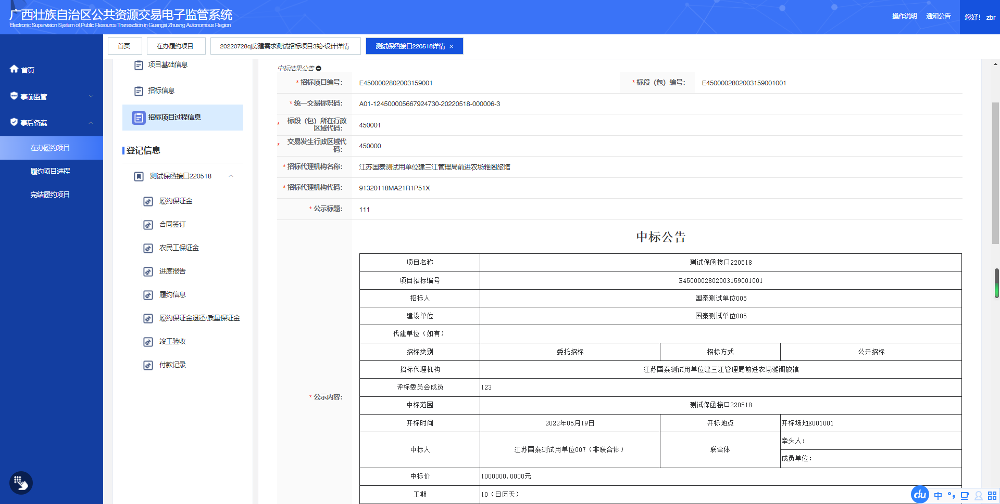 广西壮族自治区公共资源交易电子监管系统
Electronic Supervision System of Public Resource Transaction in Guangxi Zhuang Autonomous Region
操作说明 通知公告 您好! zbr
首页 在办履约项目 20220728qj房建需求测试招标项目3轮-设计详情 测试保函接口220518详情 ×
首页
事前监管
事后备案
在办履约项目
履约项目进程
完结履约项目
项目基础信息
招标信息
招标项目过程信息
登记信息
测试保函接口220518
履约保证金
合同签订
农民工保证金
进度报告
履约信息
履约保证金退还/质量保证金
竣工验收
付款记录
中标结果公告
* 招标项目编号: E4500002802003159001 * 标段（包）编号: E4500002802003159001001
* 统一交易标识码: A01-124500005667924730-20220518-000006-3
* 标段（包）所在行政
区域代码: 450001
* 交易发生行政区域代
码: 450000
* 招标代理机构名称: 江苏国泰测试用单位建三江管理局前进农场雅阁旅馆
* 招标代理机构代码: 91320118MA21R1P51X
* 公示标题: 111
* 公示内容:
中标公告
项目名称 测试保函接口220518
项目招标编号 E4500002802003159001001
招标人 国泰测试单位005
建设单位 国泰测试单位005
代建单位（如有）
招标类别 委托招标 招标方式 公开招标
招标代理机构 江苏国泰测试用单位建三江管理局前进农场雅阁旅馆
评标委员会成员 123
中标范围 测试保函接口220518
开标时间 2022年05月19日 开标地点 开标场地E001001
中标人 江苏国泰测试用单位007（非联合体） 联合体 牵头人:
成员单位:
中标价 1000000.0000元
工期 10（日历天）
du 中